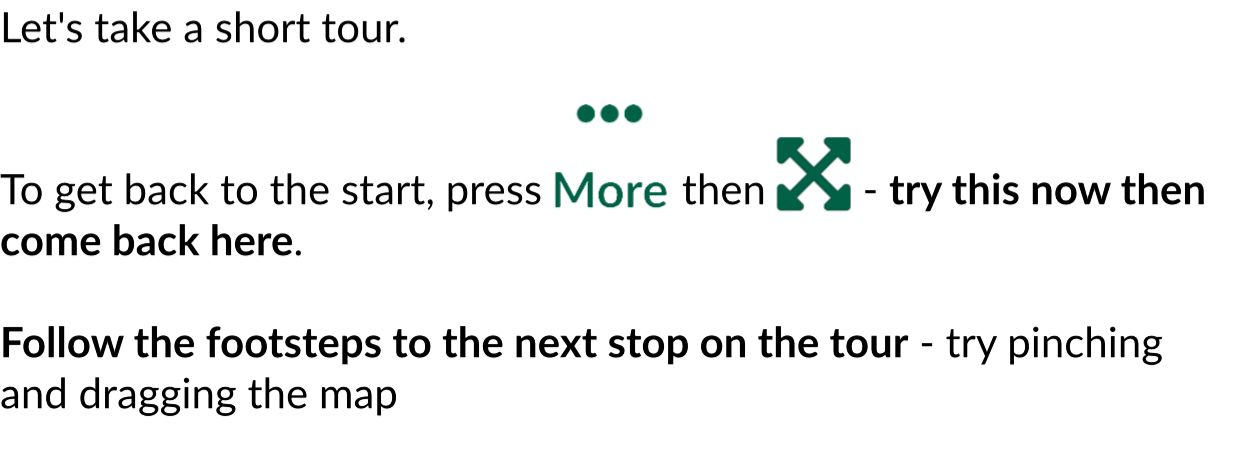 Let's take a short tour.
To get back to the start, press More then - try this now then
come back here.
Follow the footsteps to the next stop on the tour - try pinching
and dragging the map